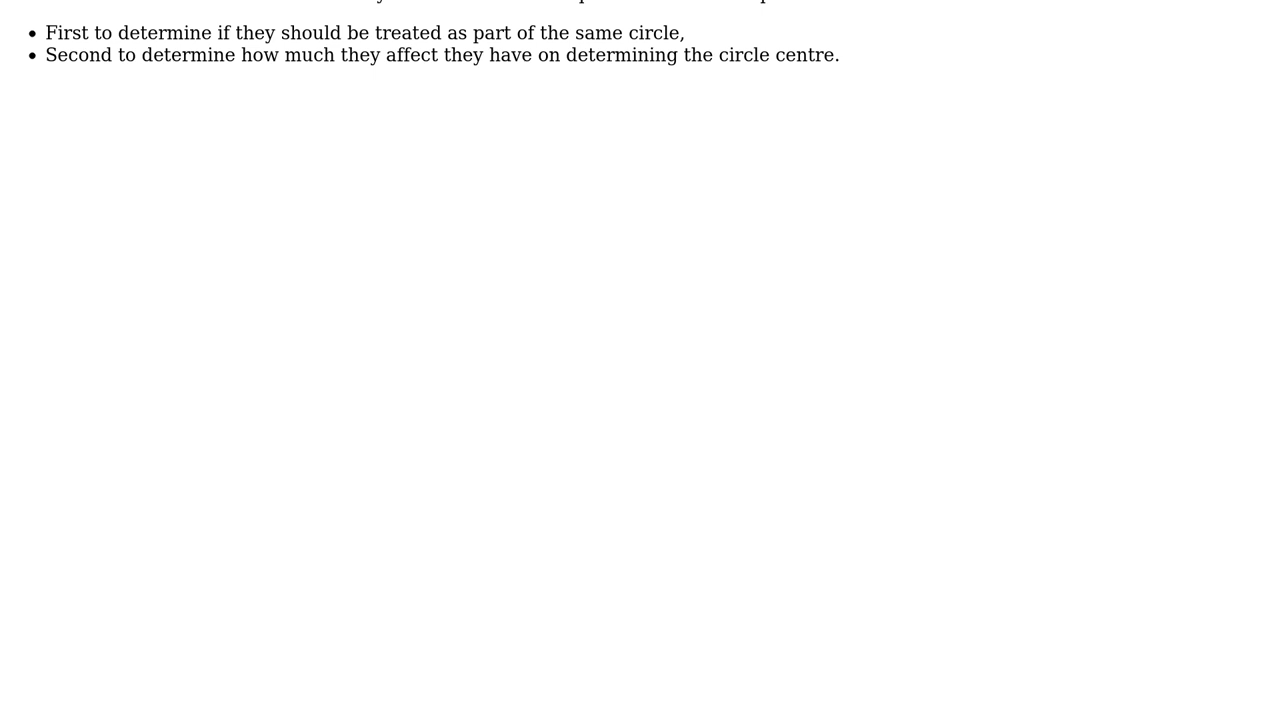 First to determine if they should be treated as part of the same circle,
Second to determine how much they affect they have on determining the circle centre.